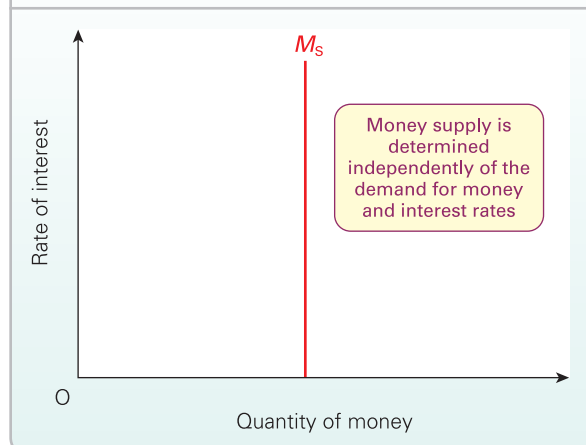 Ms
Money supply is
determined
independently of the
demand for money
and interest rates
Rate of interest
O
Quantity of money